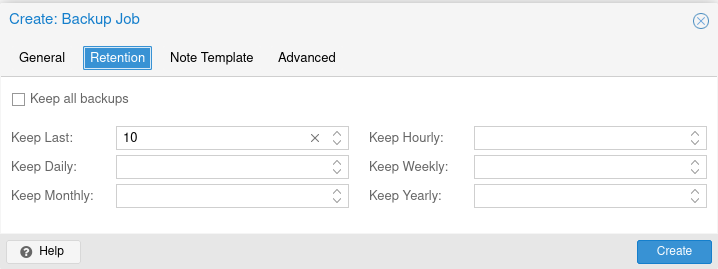 Create: Backup Job
General Retention Note Template Advanced
Keep all backups
Keep Last: 10 Keep Hourly:
Keep Daily: Keep Weekly:
Keep Monthly: Keep Yearly:
? Help Create